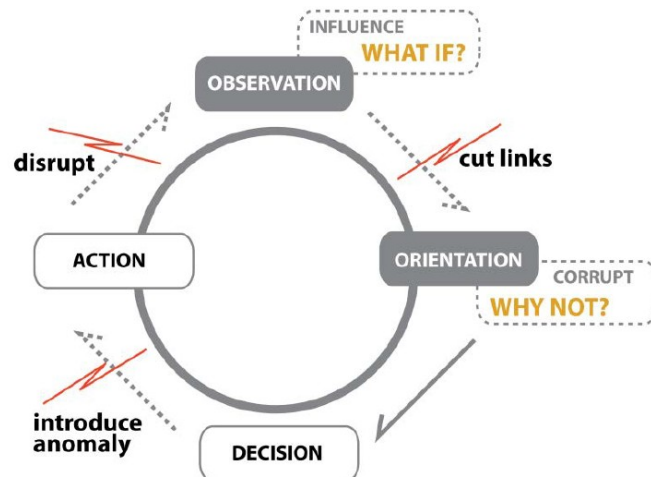 INFLUENCE
WHAT IF?
OBSERVATION
disrupt
cut links
ACTION
ORIENTATION
CORRUPT
WHY NOT?
introduce
anomaly
DECISION